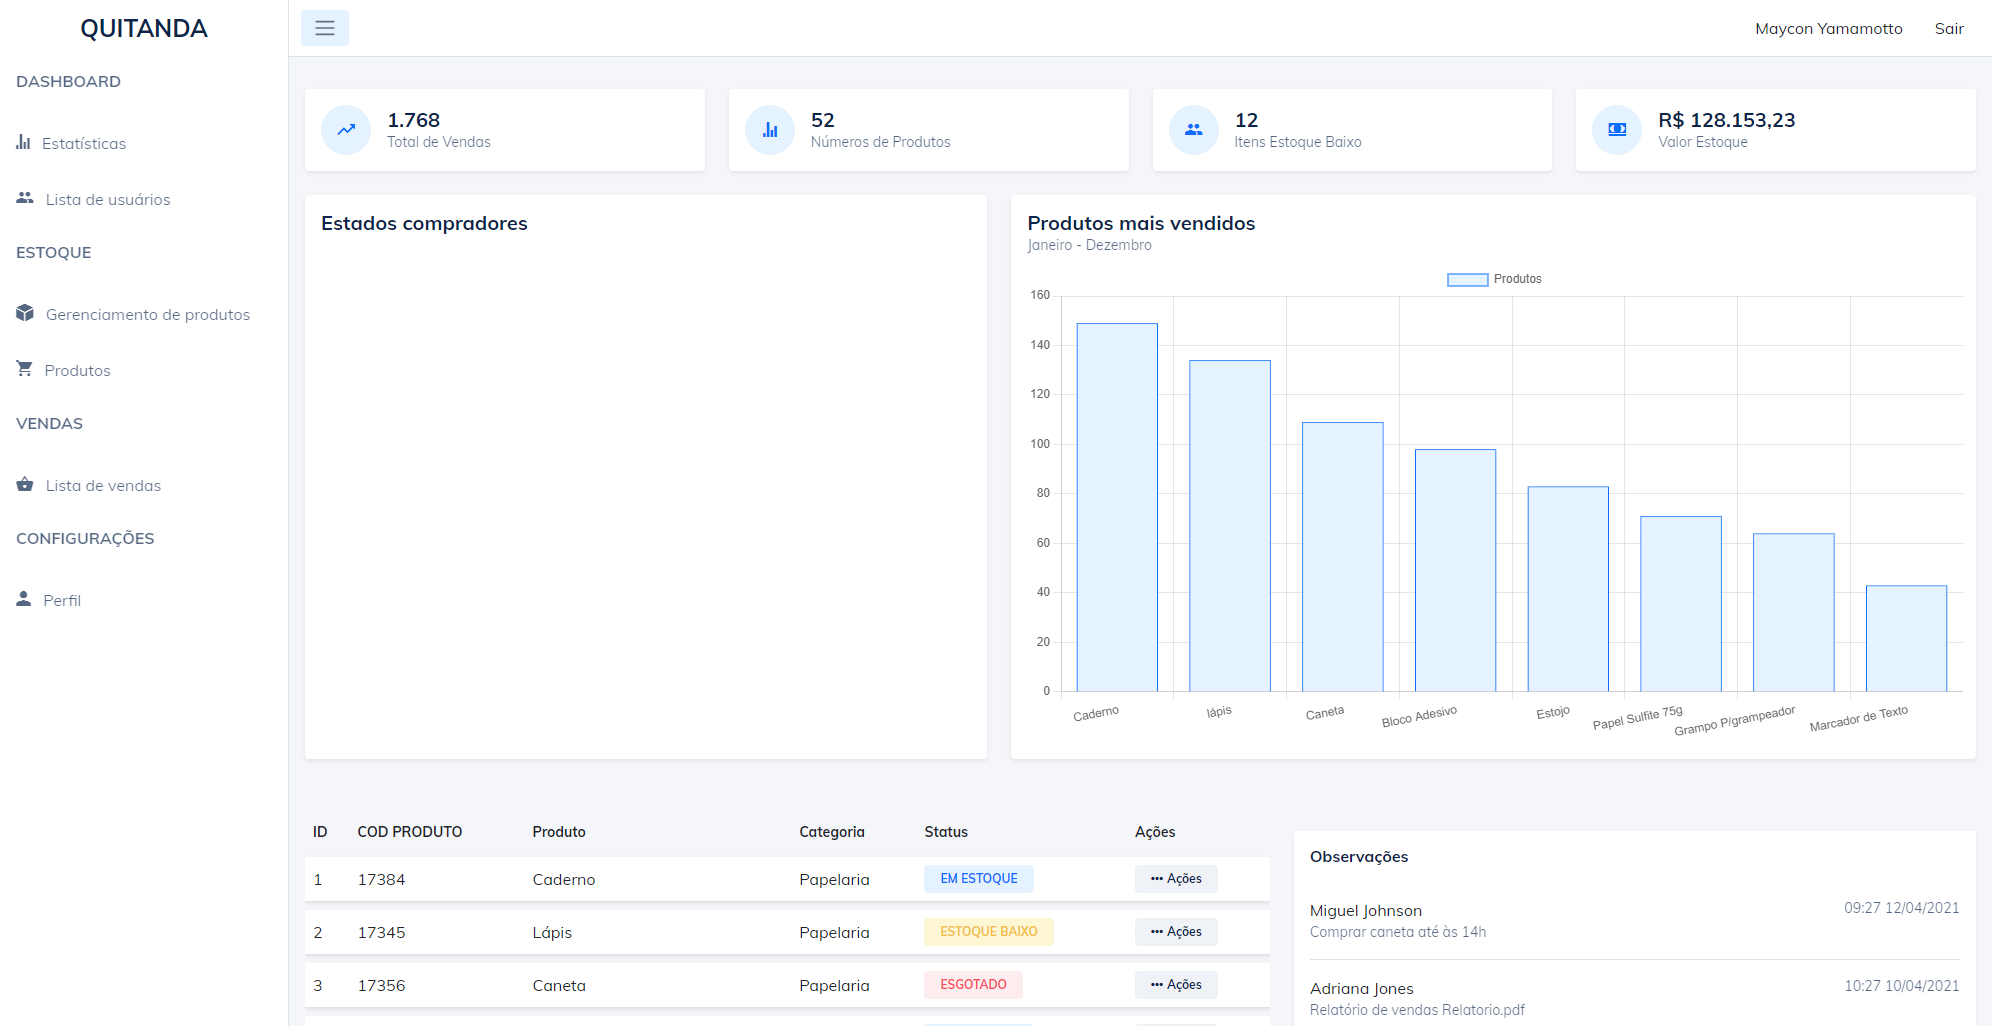 QUITANDA
Maycon Yamamotto Sair
DASHBOARD
Estatísticas
Lista de usuários
ESTOQUE
Gerenciamento de produtos
Produtos
VENDAS
Lista de vendas
CONFIGURAÇÕES
Perfil
1.768
Total de Vendas
52
Números de Produtos
12
Itens Estoque Baixo
R$ 128.153,23
Valor Estoque
Estados compradores
Produtos mais vendidos
Janeiro - Dezembro
Produtos
160
140
120
100
80
60
40
20
0
Caderno
lápis
Caneta
Bloco Adesivo
Estojo
Papel Sulfite 75g
Grampo P/grampeador
Marcador de Texto
ID COD PRODUTO Produto Categoria Status Ações
1 17384 Caderno Papelaria EM ESTOQUE ••• Ações
2 17345 Lápis Papelaria ESTOQUE BAIXO ••• Ações
3 17356 Caneta Papelaria ESGOTADO ••• Ações
Observações
Miguel Johnson 09:27 12/04/2021
Comprar caneta até às 14h
Adriana Jones 10:27 10/04/2021
Relatório de vendas Relatorio.pdf